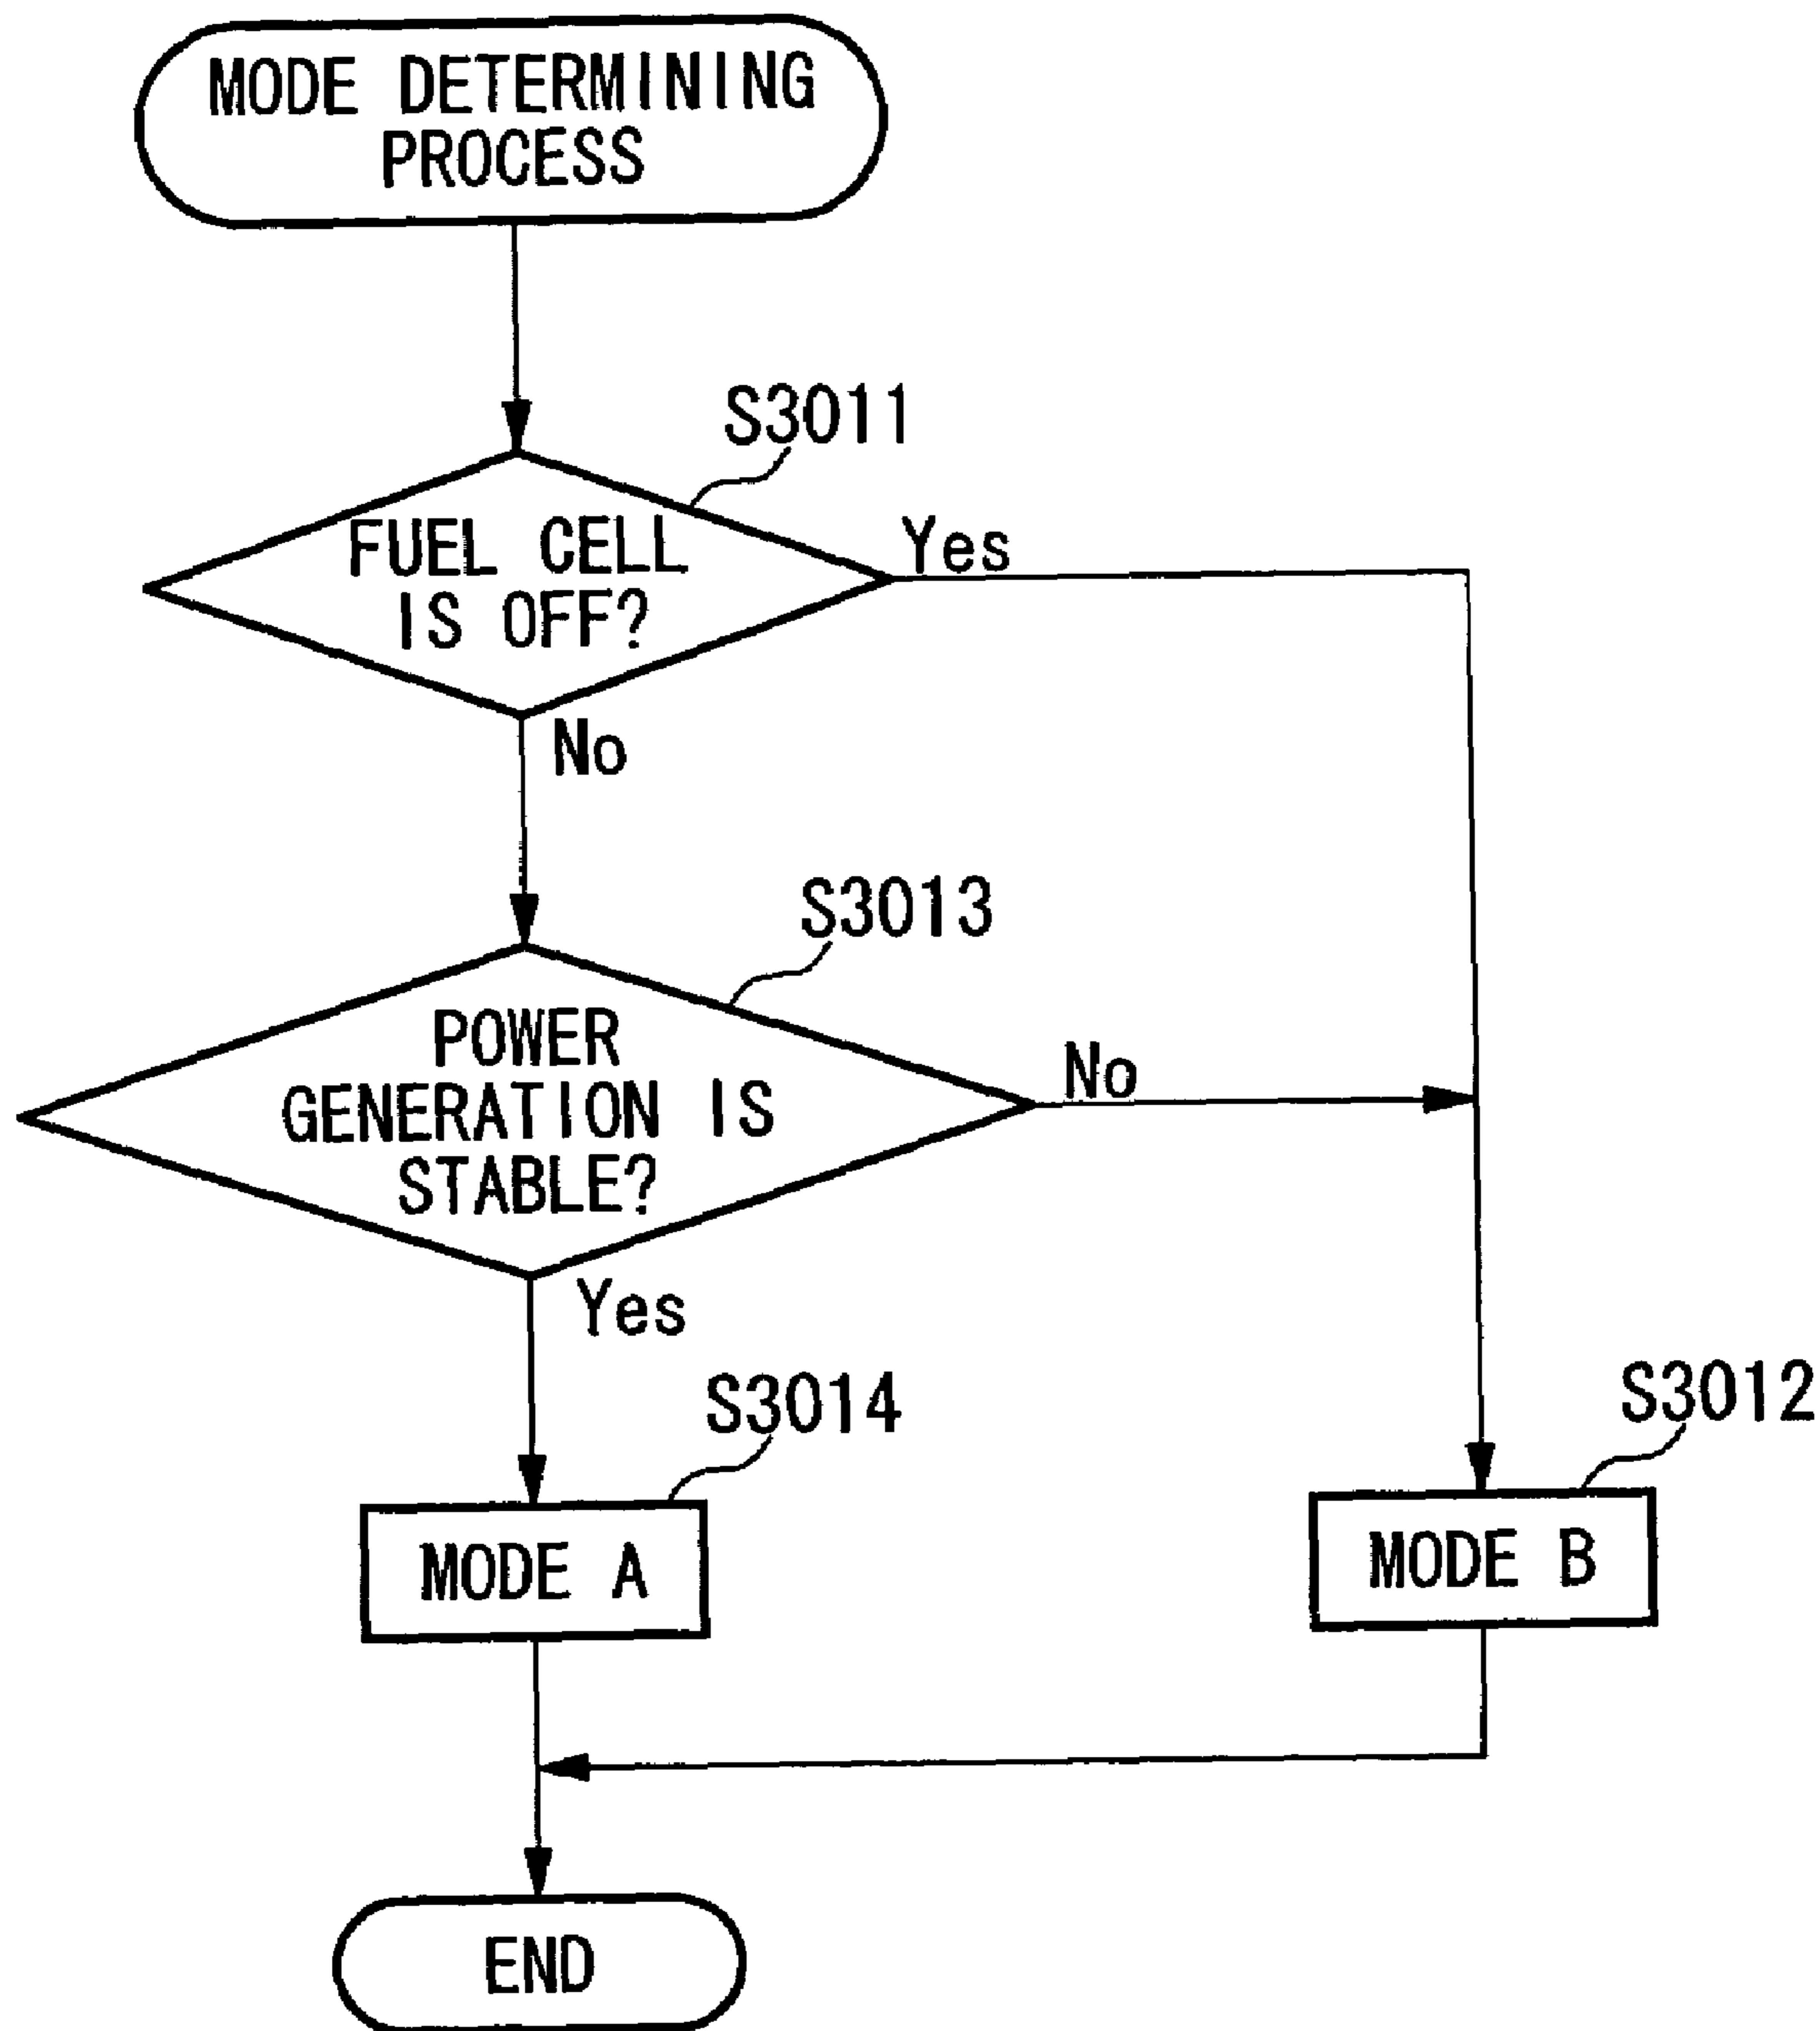 MODE DETERMINING
PROCESS
S3011
FUEL CELL
IS OFF?
Yes
No
S3013
POWER
GENERATION IS
STABLE?
No
Yes
S3014
S3012
MODE A
MODE B
END